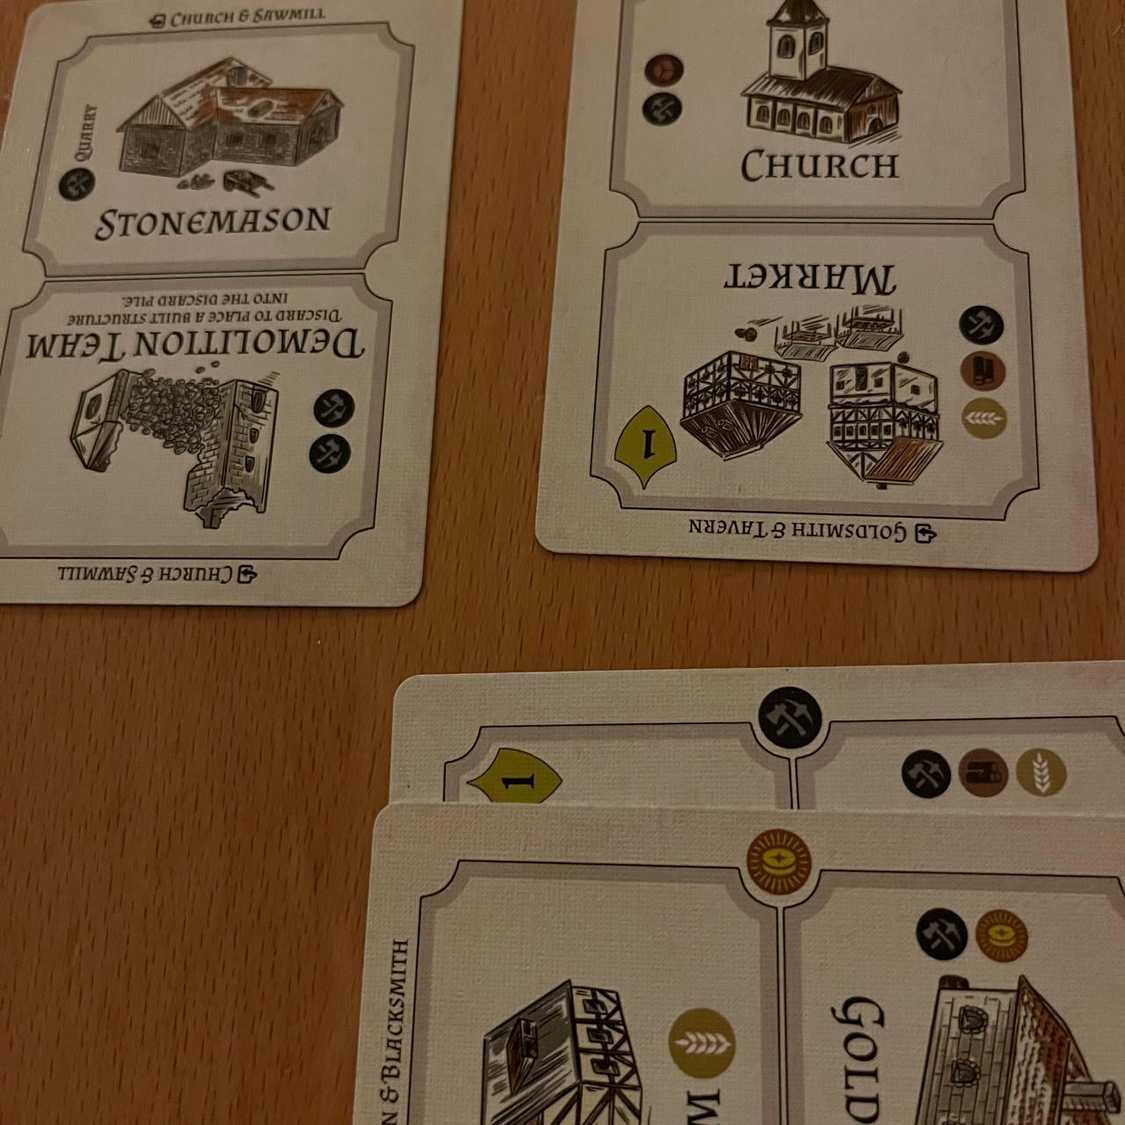 CHURCH & SAWMILL
QUARRY
STONEMASON
DISCARD TO PLACE A BUILT STRUCTURE
INTO THE DISCARD PILE.
DEMOLITION TEAM
CHURCH & SAWMILL
CHURCH
MARKET
1
GOLDSMITH & TAVERN
1
N & BLACKSMITH
M
GOLD